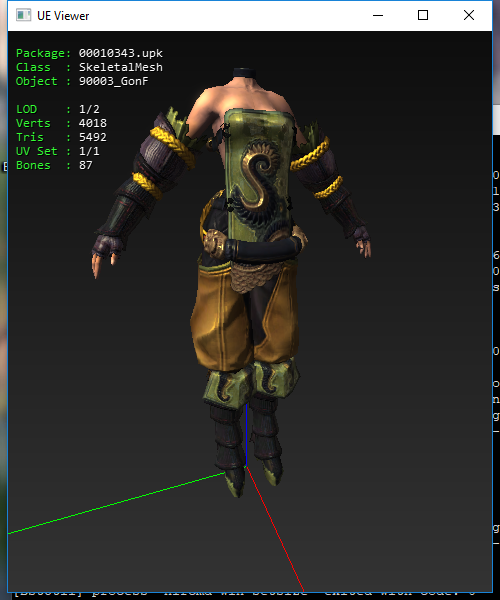 UE Viewer
Package: 00010343.upk
Class : SkeletalMesh
Object : 90003_GonF
LOD : 1/2
Verts : 4018
Tris : 5492
UV Set : 1/1
Bones : 87